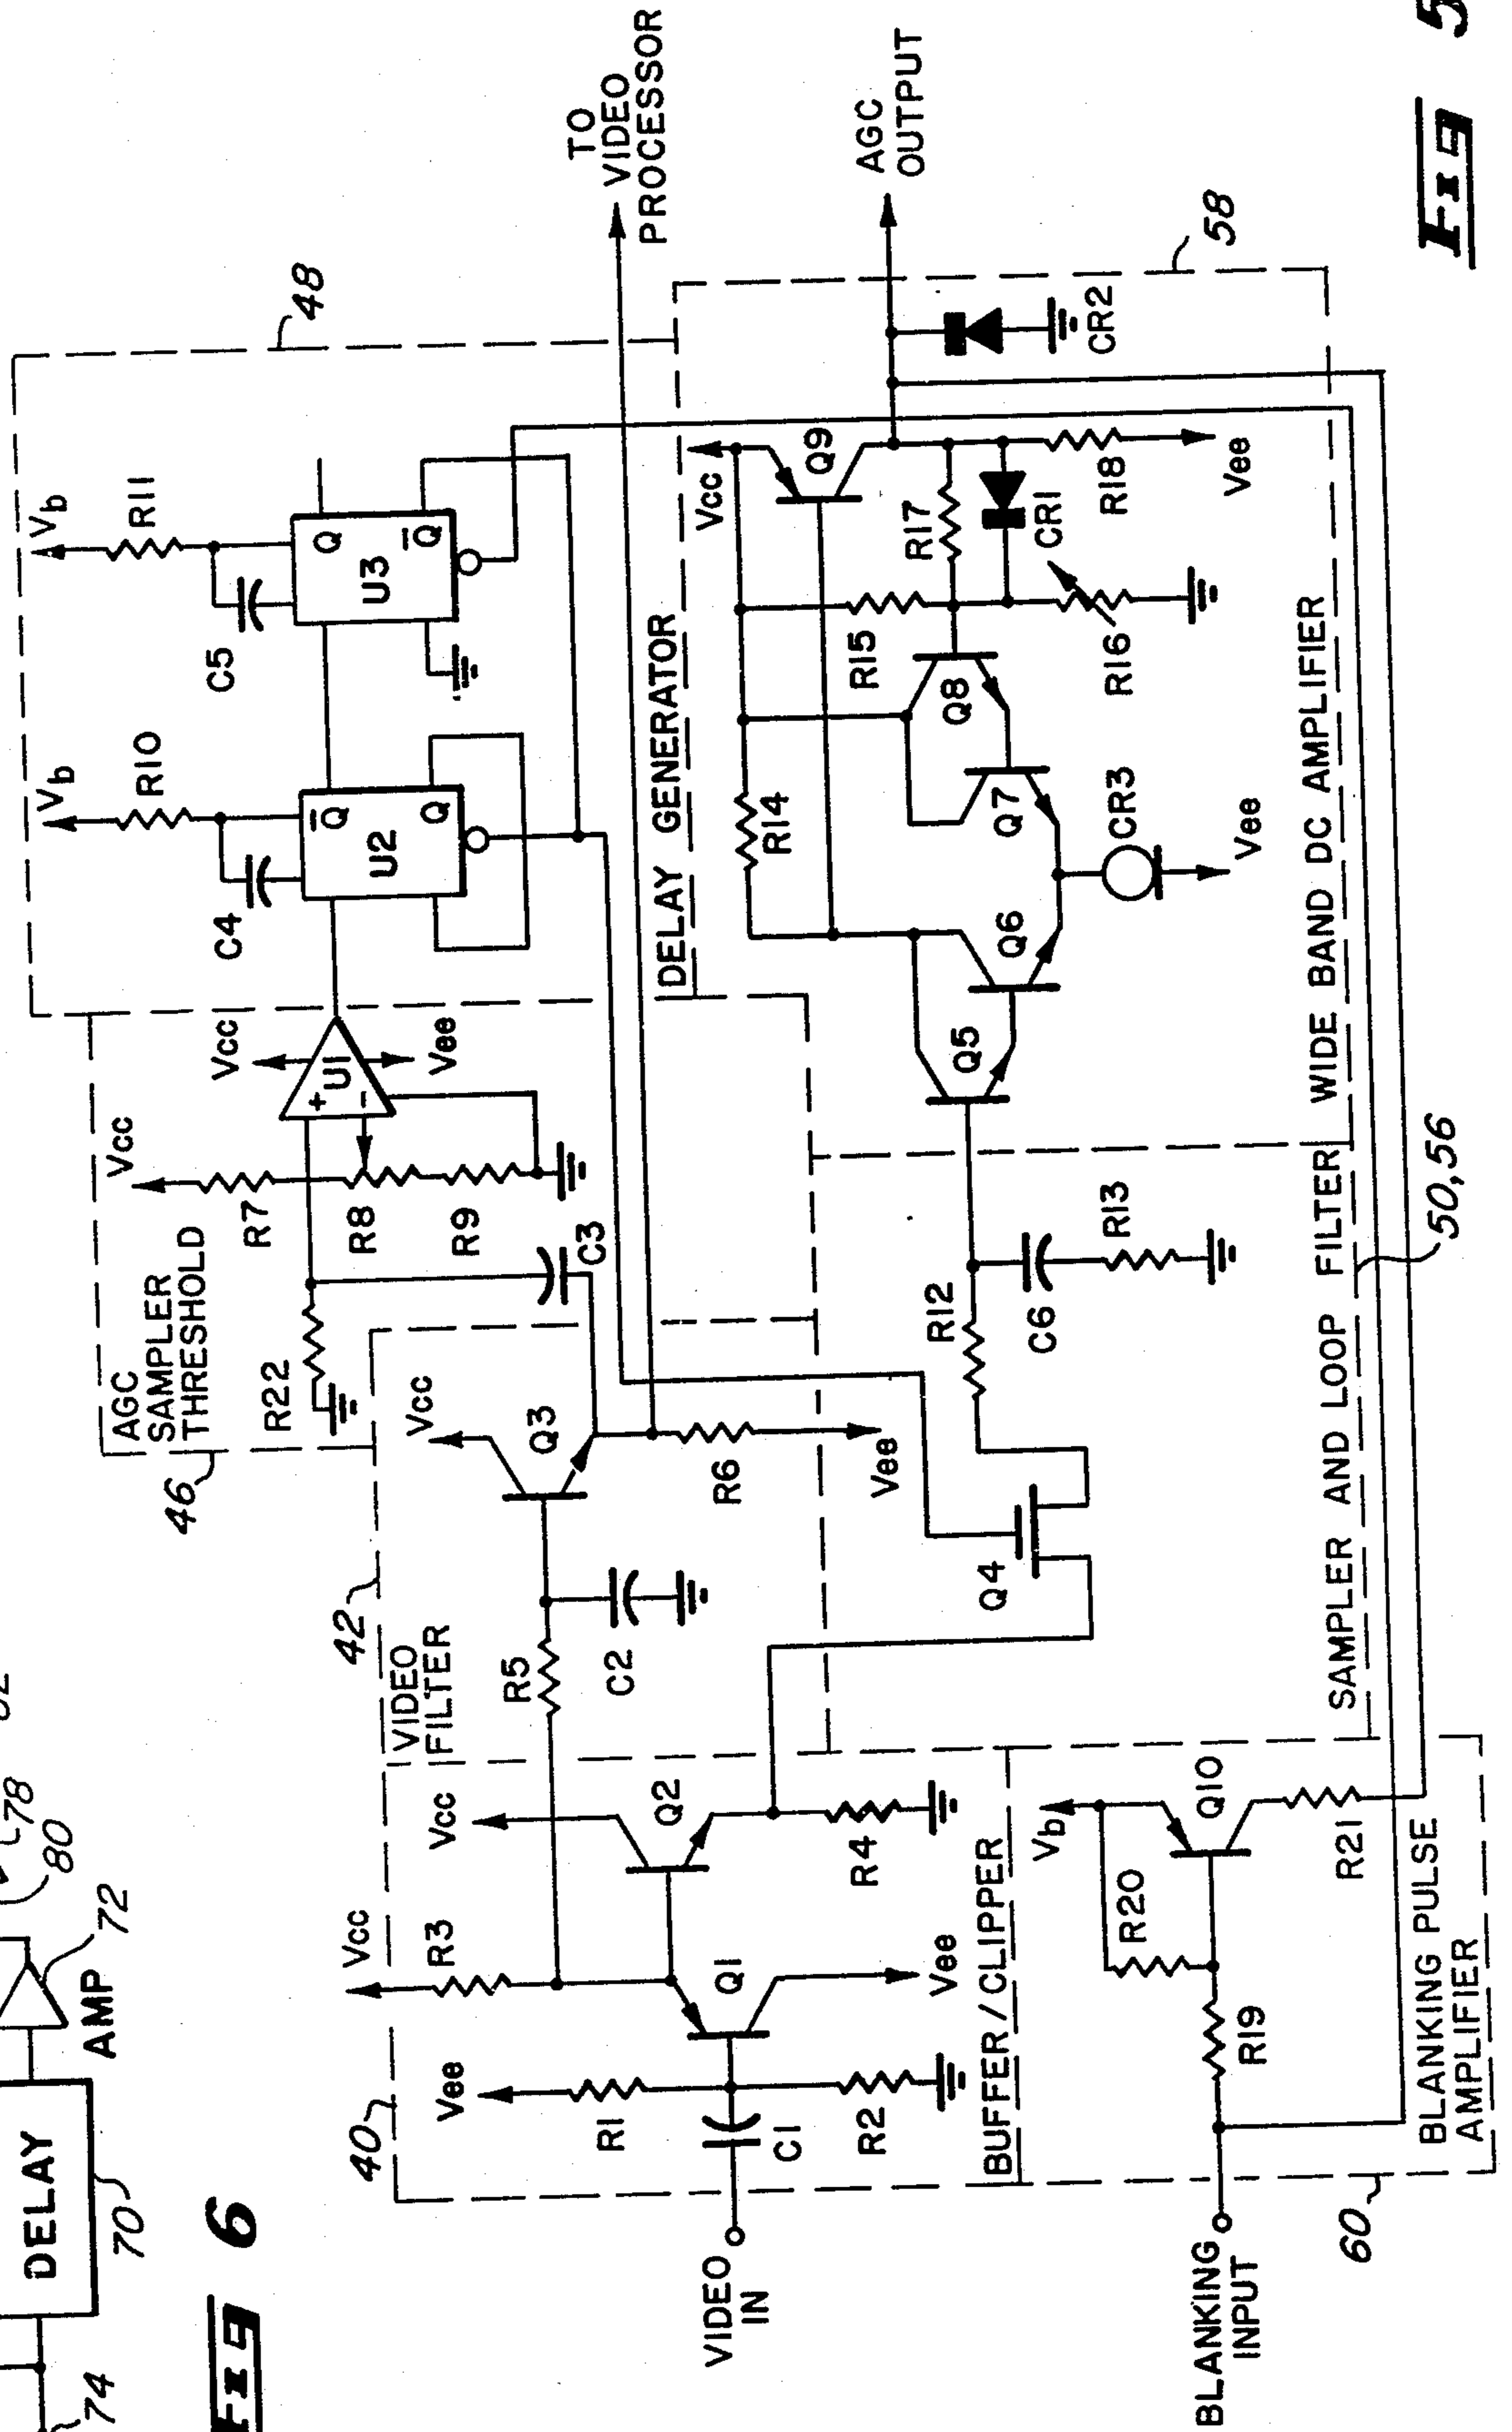 48
Vb
R11
C5
Q
Q̅
U3
Vb
R10
C4
Q̅
Q
U2
DELAY GENERATOR
TO
VIDEO
PROCESSOR
AGC
OUTPUT
58
46
AGC
SAMPLER
THRESHOLD
Vcc
R7
R8
R9
R22
C3
Vcc
Vee
+
-
U1
42
VIDEO
FILTER
R5
C2
Vcc
Q3
R6
Vee
40
Vcc
R3
Vcc
Q2
R4
Vee
R1
R2
C1
Q1
Vee
VIDEO
IN
BUFFER/CLIPPER
Q4
R12
C6
R13
SAMPLER AND LOOP FILTER
50,56
Q5
Q6
Q7
Q8
R14
R15
R16
R17
CR1
R18
Vee
Vcc
Q9
CR2
CR3
Vee
WIDE BAND DC AMPLIFIER
Vb
R20
Q10
R19
R21
BLANKING PULSE
AMPLIFIER
60
BLANKING
INPUT
Fig 5
DELAY
70
74
72
AMP
78
80
Fig 6